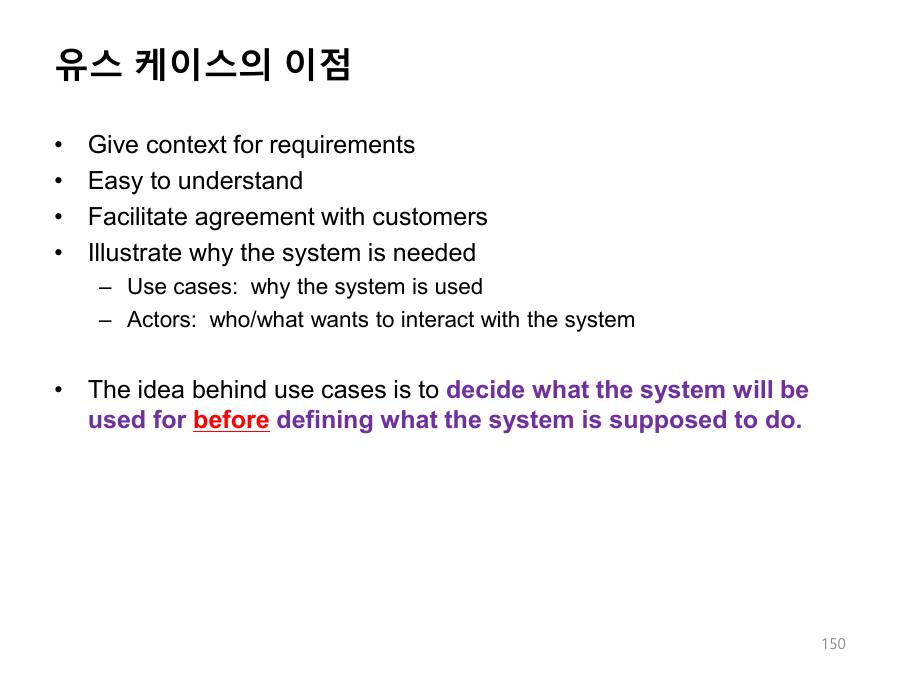 유스 케이스의 이점
• Give context for requirements
• Easy to understand
• Facilitate agreement with customers
• Illustrate why the system is needed
– Use cases:  why the system is used
– Actors:  who/what wants to interact with the system
• The idea behind use cases is to decide what the system will be
used for before defining what the system is supposed to do.
150